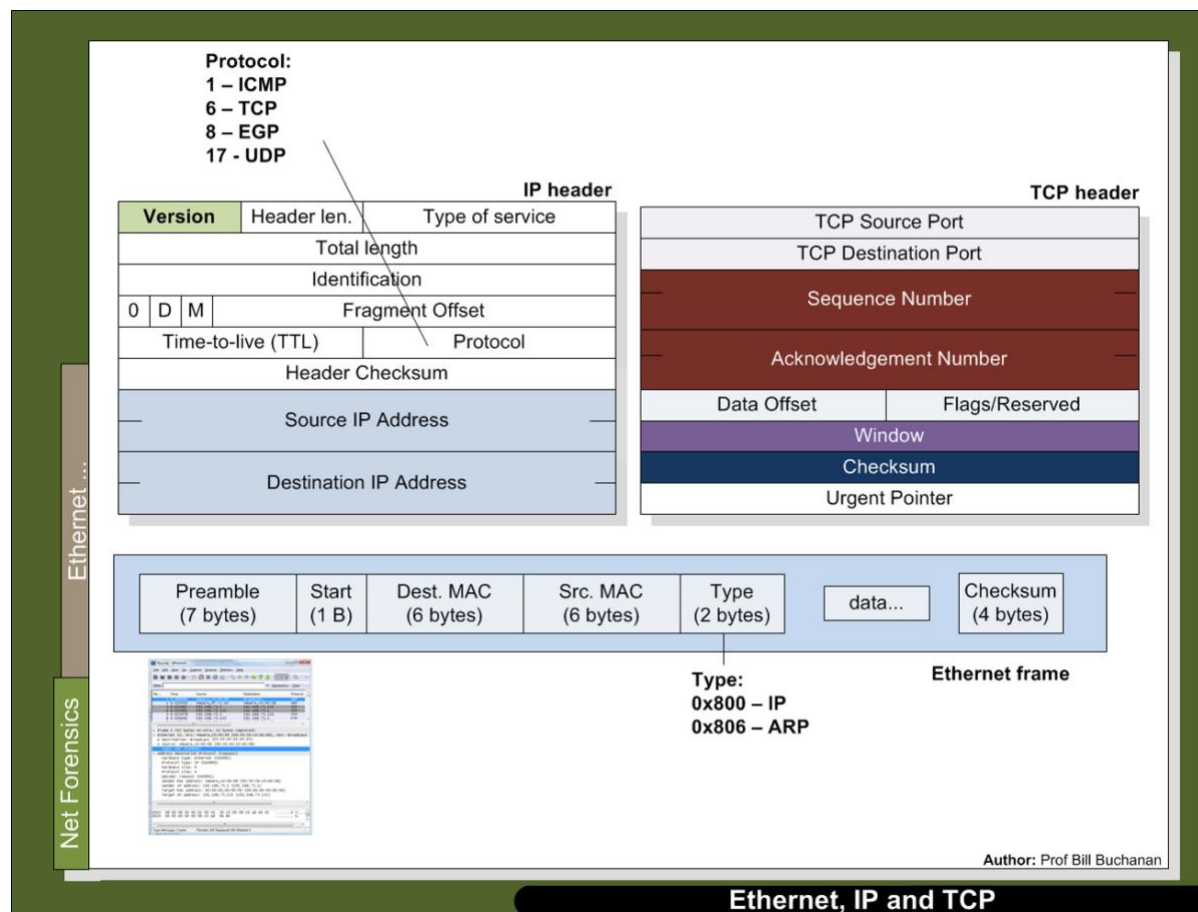 Protocol:
1 – ICMP
6 – TCP
8 – EGP
17 - UDP
IP header
Version Header len. Type of service
Total length
Identification
0 D M Fragment Offset
Time-to-live (TTL) Protocol
Header Checksum
Source IP Address
Destination IP Address
TCP header
TCP Source Port
TCP Destination Port
Sequence Number
Acknowledgement Number
Data Offset Flags/Reserved
Window
Checksum
Urgent Pointer
Ethernet ...
Preamble
(7 bytes)
Start
(1 B)
Dest. MAC
(6 bytes)
Src. MAC
(6 bytes)
Type
(2 bytes)
data...
Checksum
(4 bytes)
Ethernet frame
Type:
0x800 – IP
0x806 – ARP
Net Forensics
Author: Prof Bill Buchanan
Ethernet, IP and TCP